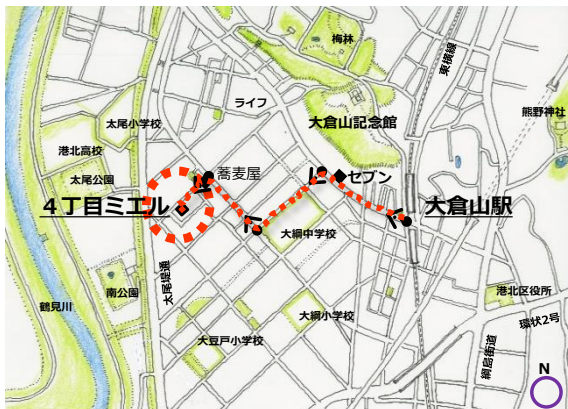 梅林
東横線
ライフ
大倉山記念館
熊野神社
太尾小学校
港北高校
太尾公園
蕎麦屋
セブン
4丁目ミエル
大倉山駅
大綱中学校
太尾堤通
南公園
鶴見川
港北区役所
環状2号
大綱小学校
大豆戸小学校
綱島街道
N